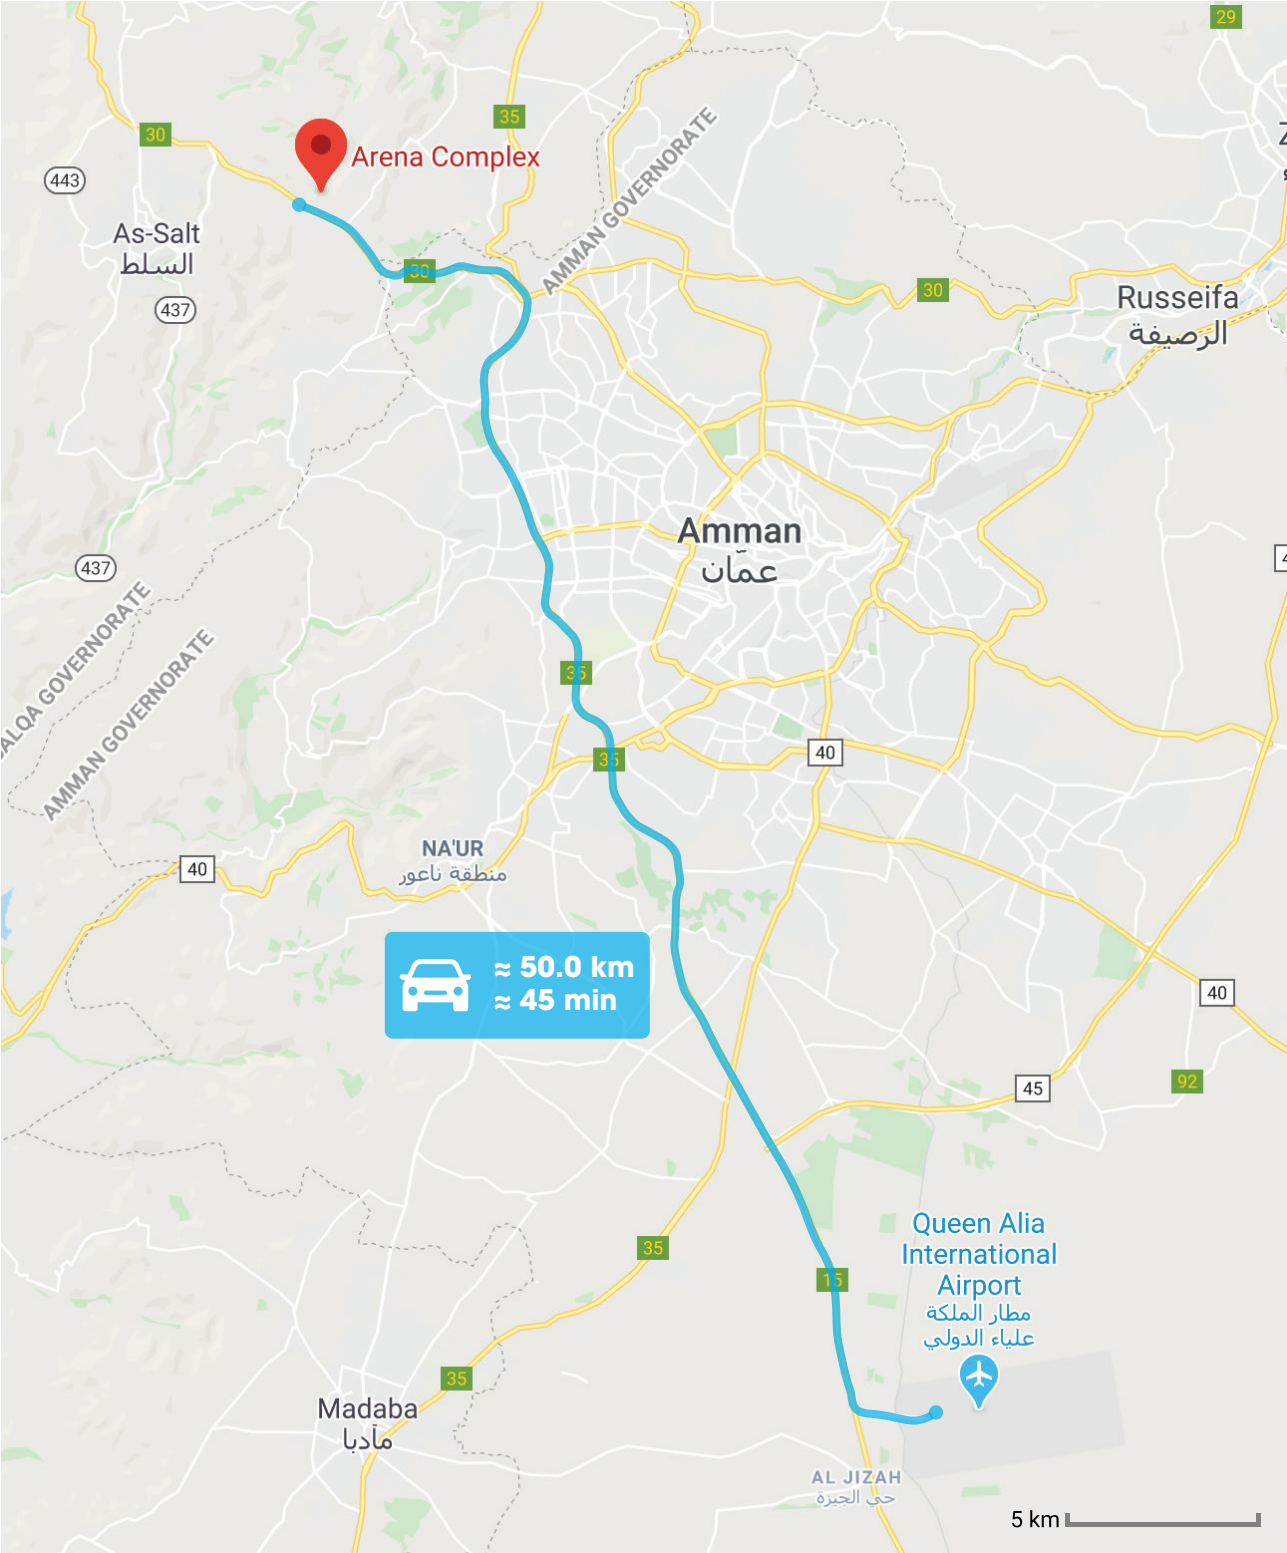 29
35
30
Arena Complex
443
As-Salt
السلط
437
AMMAN GOVERNORATE
30
30
Russeifa
الرصيفة
Amman
عمّان
437
ALQA GOVERNORATE
AMMAN GOVERNORATE
35
35
40
NA'UR
منطقة ناعور
40
≈ 50.0 km
≈ 45 min
40
45
92
Queen Alia
International
Airport
مطار الملكة
علياء الدولي
35
15
35
Madaba
مأدبا
AL JIZAH
حي الجيزة
5 km